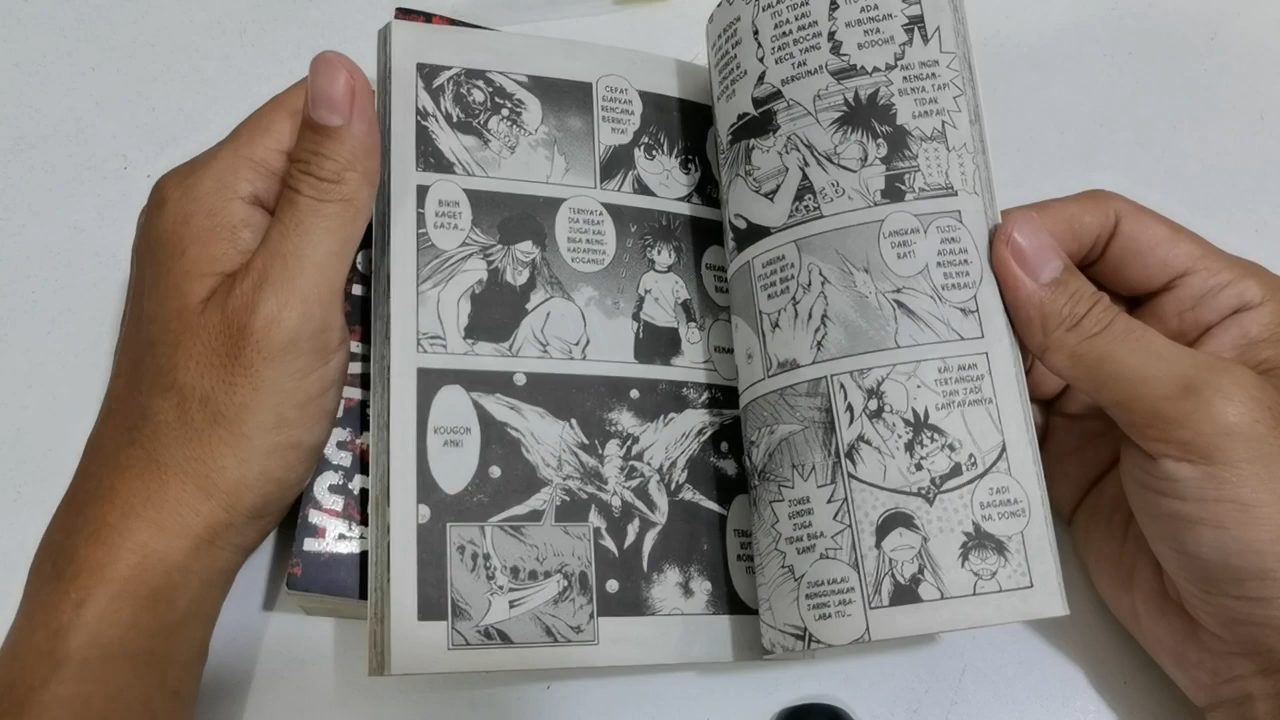 CEPAT
SIAPKAN
RENCANA
BERIKUT-
NYA!
BIKIN
KAGET
SAJA...
TERNYATA
DIA HEBAT
JUGA! KAU
BISA MENG-
HADAPINYA,
KOGANEI!
KOUGON
ANKI
ITU TIDAK
ADA, KAU
CUMA AKAN
JADI BOCAH
KECIL YANG
TAK
BERGUNA!!
ADA
HUBUNGAN-
NYA,
BODOH!!
AKU INGIN
MENGAM-
BILNYA, TAPI
TIDAK
SAMPAI!
KARENA
ITULAH KITA
TIDAK BISA
MULAI!!
LANGKAH
DARU-
RAT!
TUJU-
ANMU
ADALAH
MENGAM-
BILNYA
KEMBALI!
KAU AKAN
TERTANGKAP
DAN JADI
SANTAPANNYA
JOKER
SENDIRI
JUGA
TIDAK BISA,
KAN!?
JUGA KALAU
MENGGUNAKAN
JARING LABA-
LABA ITU...
JADI
BAGAIMA-
NA, DONG!!